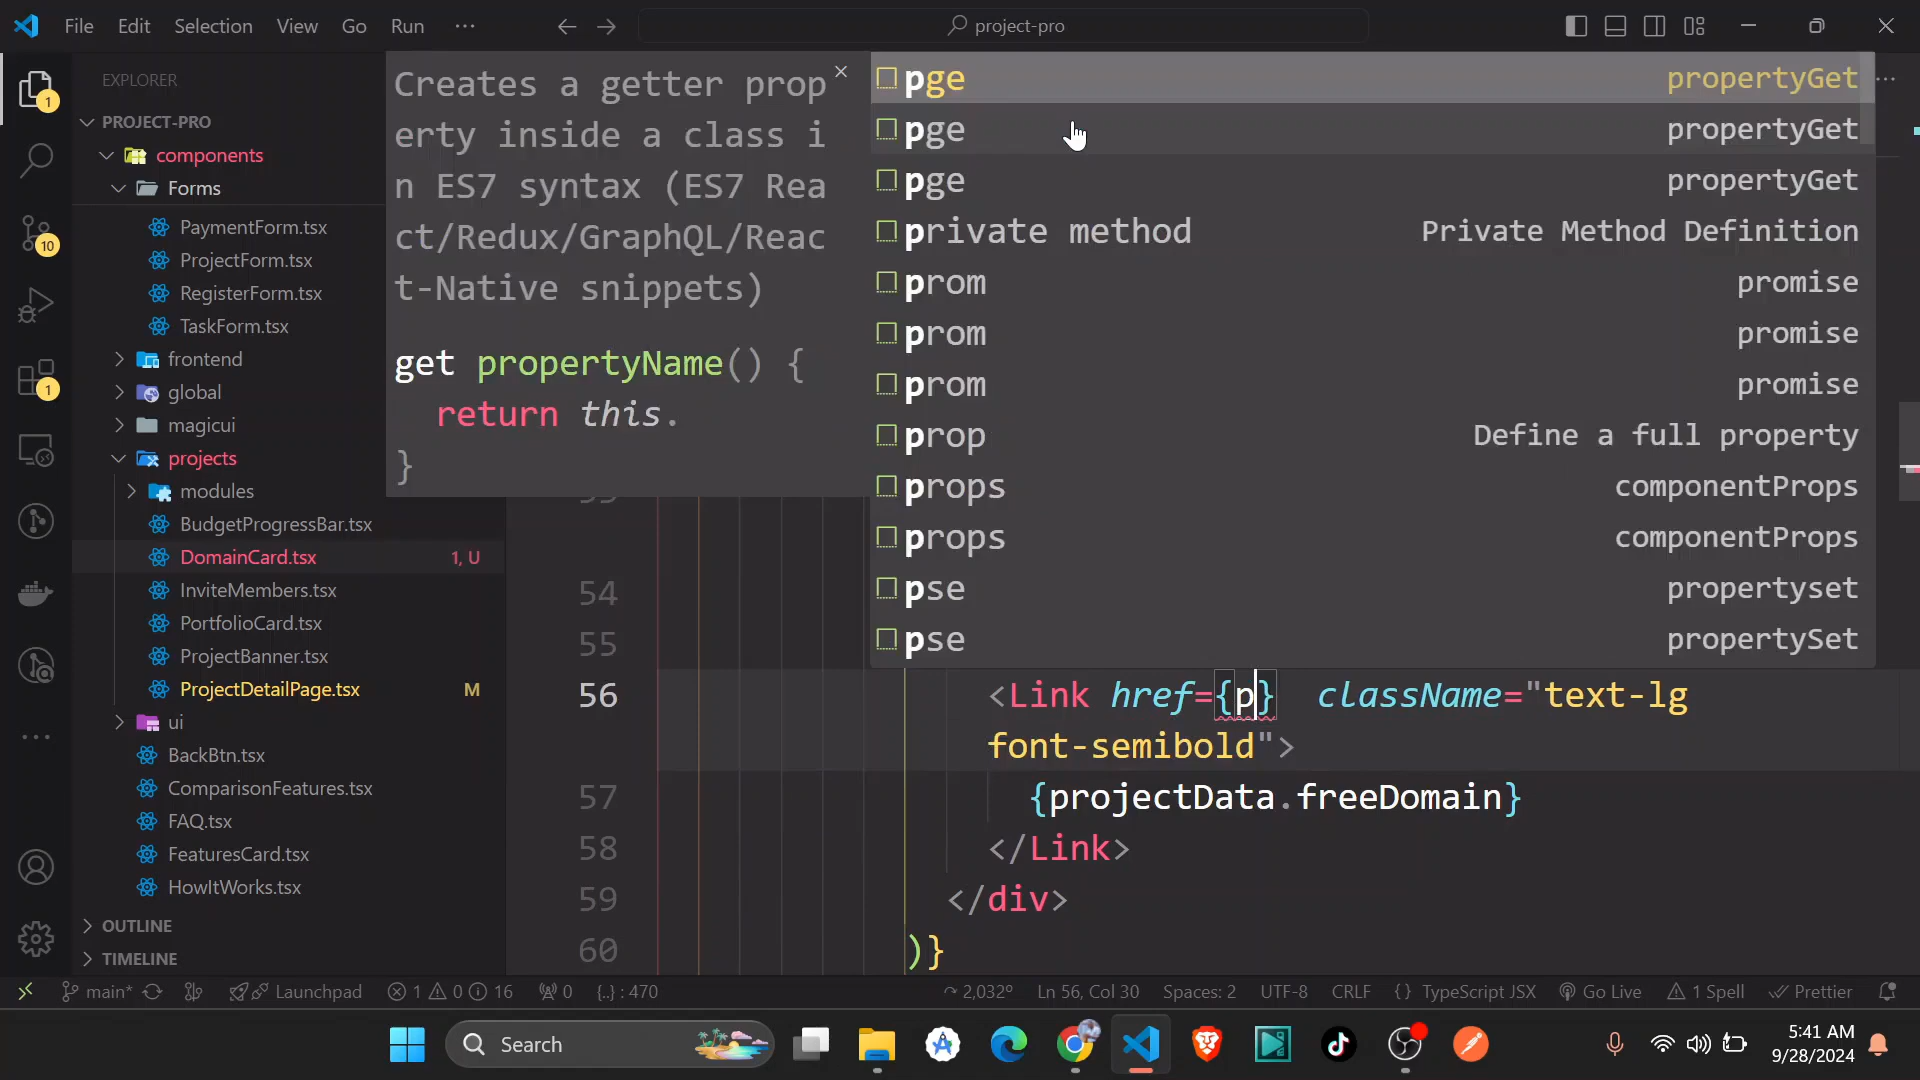 File Edit Selection View Go Run ...
project-pro
EXPLORER
PROJECT-PRO
components
Forms
PaymentForm.tsx
ProjectForm.tsx
RegisterForm.tsx
TaskForm.tsx
frontend
global
magicui
projects
modules
BudgetProgressBar.tsx
DomainCard.tsx 1, U
InviteMembers.tsx
PortfolioCard.tsx
ProjectBanner.tsx
ProjectDetailPage.tsx M
ui
BackBtn.tsx
ComparisonFeatures.tsx
FAQ.tsx
FeaturesCard.tsx
HowItWorks.tsx
OUTLINE
TIMELINE
1
10
1
Creates a getter prop
erty inside a class i
n ES7 syntax (ES7 Rea
ct/Redux/GraphQL/Reac
t-Native snippets)
get propertyName() {
return this.
}
pge propertyGet
pge propertyGet
pge propertyGet
private method Private Method Definition
prom promise
prom promise
prom promise
prop Define a full property
props componentProps
props componentProps
pse propertyset
pse propertySet
54
55
56 <Link href={p} className="text-lg
font-semibold">
57 {projectData.freeDomain}
58 </Link>
59 </div>
60 )}
main* Launchpad 1 0 16 0 {..} : 470 2,032° Ln 56, Col 30 Spaces: 2 UTF-8 CRLF {} TypeScript JSX Go Live 1 Spell Prettier
Search
5:41 AM
9/28/2024